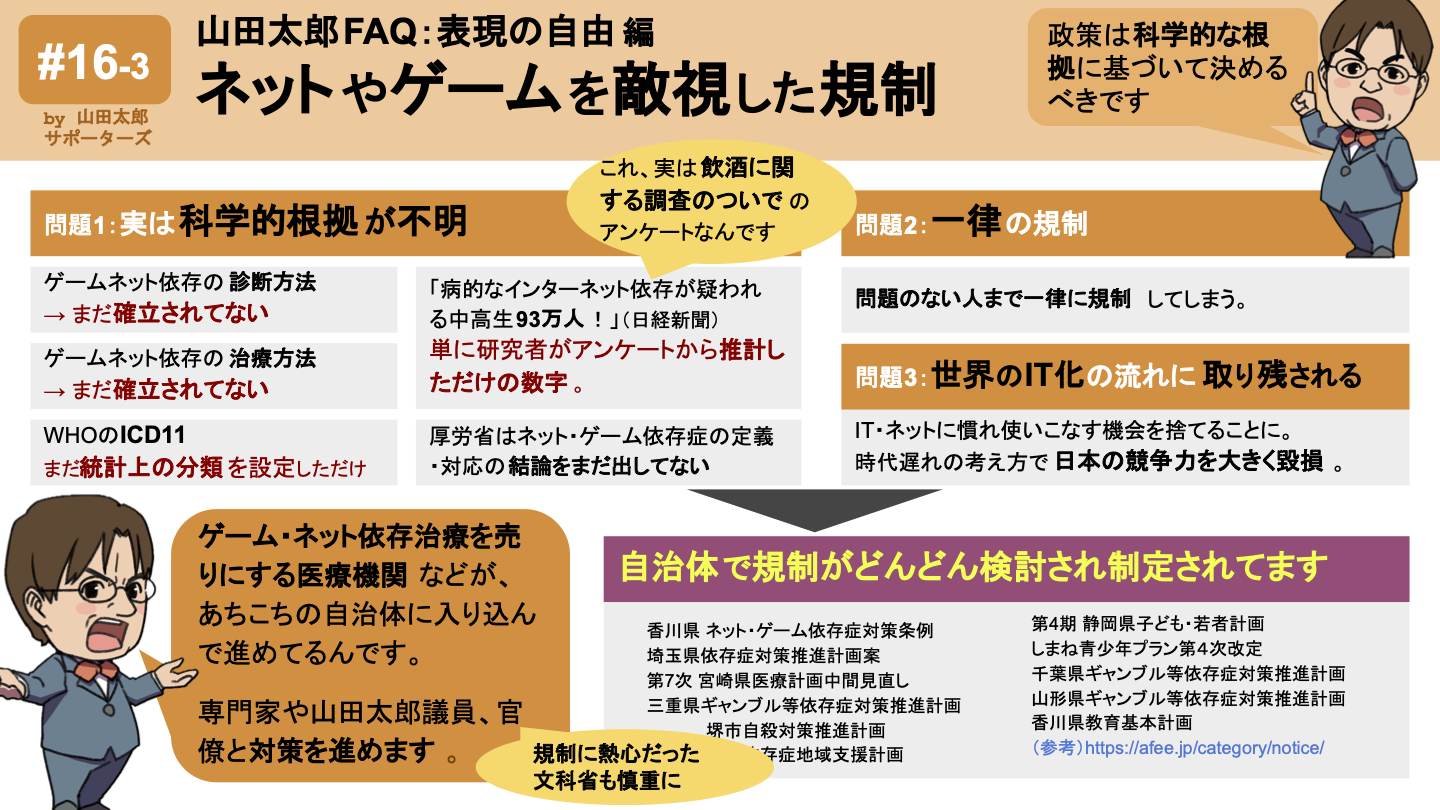 #16-3
by 山田太郎
サポーターズ
山田太郎FAQ：表現の自由 編
ネットやゲームを敵視した規制
政策は科学的な根
拠に基づいて決める
べきです
これ、実は 飲酒に関
する調査のついで の
アンケートなんです
問題1：実は 科学的根拠 が不明
ゲームネット依存の 診断方法
→ まだ確立されてない
ゲームネット依存の 治療方法
→ まだ確立されてない
WHOのICD11
まだ統計上の分類 を設定しただけ
「病的なインターネット依存が疑われ
る中高生93万人 ！」（日経新聞）
単に研究者がアンケートから推計し
ただけの数字 。
厚労省はネット・ゲーム依存症の定義
・対応の 結論をまだ出してない
問題2：一律 の規制
問題のない人まで一律に規制 してしまう。
問題3：世界のIT化 の流れに 取り残される
IT・ネットに慣れ使いこなす機会を捨てることに。
時代遅れの考え方で 日本の競争力を大きく毀損 。
ゲーム・ネット依存治療を売
りにする医療機関 などが、
あちこちの自治体に入り込ん
で進めてるんです。
専門家や山田太郎議員、官
僚と対策を進めます 。
規制に熱心だった
文科省も慎重に
自治体で規制がどんどん検討され制定されてます
香川県 ネット・ゲーム依存症対策条例
埼玉県依存症対策推進計画案
第7次 宮崎県医療計画中間見直し
三重県ギャンブル等依存症対策推進計画
堺市自殺対策推進計画
存症地域支援計画
第4期 静岡県子ども・若者計画
しまね青少年プラン第４次改定
千葉県ギャンブル等依存症対策推進計画
山形県ギャンブル等依存症対策推進計画
香川県教育基本計画
（参考）https://afee.jp/category/notice/